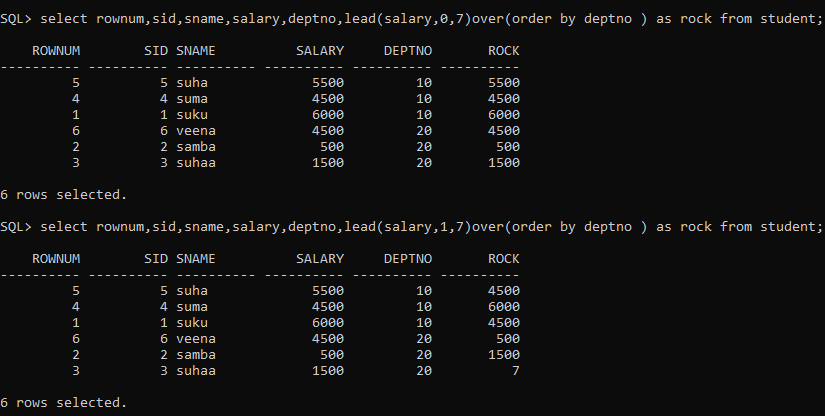 SQL> select rownum,sid,sname,salary,deptno,lead(salary,0,7)over(order by deptno ) as rock from student;
ROWNUM SID SNAME SALARY DEPTNO ROCK
---------- ---------- ---------- ---------- ---------- ----------
5 5 suha 5500 10 5500
4 4 suma 4500 10 4500
1 1 suku 6000 10 6000
6 6 veena 4500 20 4500
2 2 samba 500 20 500
3 3 suhaa 1500 20 1500
6 rows selected.
SQL> select rownum,sid,sname,salary,deptno,lead(salary,1,7)over(order by deptno ) as rock from student;
ROWNUM SID SNAME SALARY DEPTNO ROCK
---------- ---------- ---------- ---------- ---------- ----------
5 5 suha 5500 10 4500
4 4 suma 4500 10 6000
1 1 suku 6000 10 4500
6 6 veena 4500 20 500
2 2 samba 500 20 1500
3 3 suhaa 1500 20 7
6 rows selected.